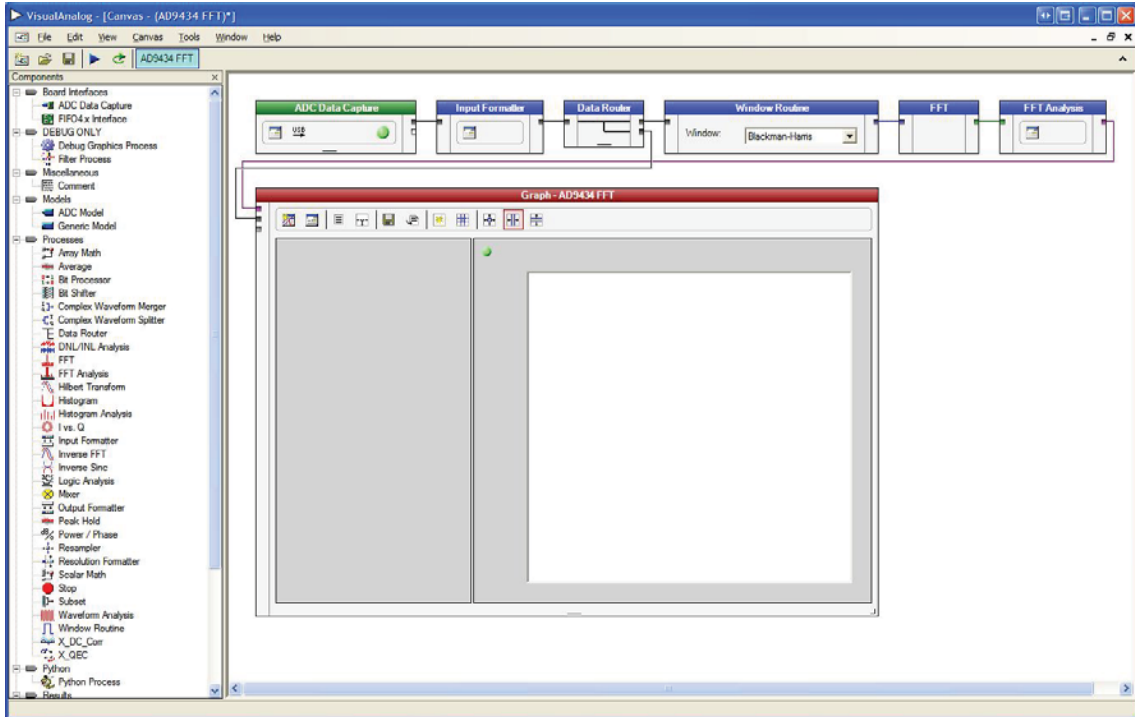 VisualAnalog - [Canvas - (AD9434 FFT)*]
File Edit View Canvas Tools Window Help
AD9434 FFT
Components
Board Interfaces
ADC Data Capture
FIFO4.x Interface
DEBUG ONLY
Debug Graphics Process
Filter Process
Miscellaneous
Comment
Models
ADC Model
Generic Model
Processes
Array Math
Average
Bit Processor
Bit Shifter
Complex Waveform Merger
Complex Waveform Splitter
Data Router
DNL/INL Analysis
FFT
FFT Analysis
Hilbert Transform
Histogram
Histogram Analysis
I vs. Q
Input Formatter
Inverse FFT
Inverse Sinc
Logic Analysis
Mixer
Output Formatter
Peak Hold
Power / Phase
Resampler
Resolution Formatter
Scalar Math
Stop
Subset
Waveform Analysis
Window Routine
X_DC_Corr
X_QEC
Python
Python Process
Results
ADC Data Capture
USB
Input Formatter
Data Router
Window Routine
Window: Blackman-Harris
FFT
FFT Analysis
Graph - AD9434 FFT